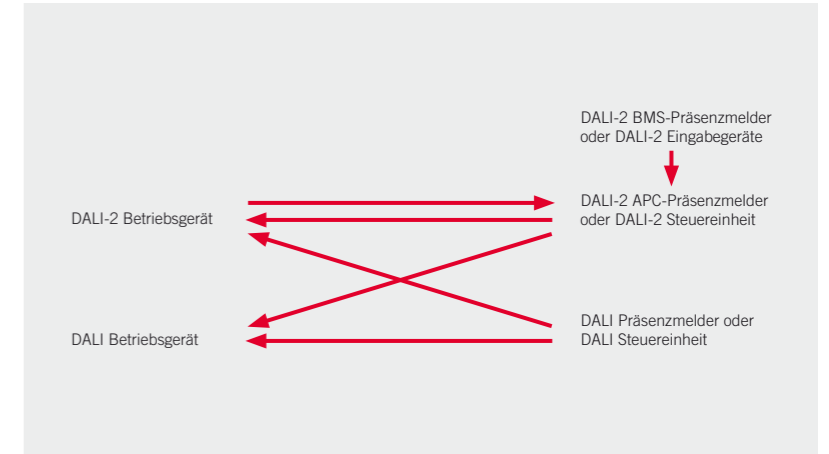 DALI-2 BMS-Präsenzmelder
oder DALI-2 Eingabegeräte
DALI-2 Betriebsgerät
DALI-2 APC-Präsenzmelder
oder DALI-2 Steuereinheit
DALI Betriebsgerät
DALI Präsenzmelder oder
DALI Steuereinheit